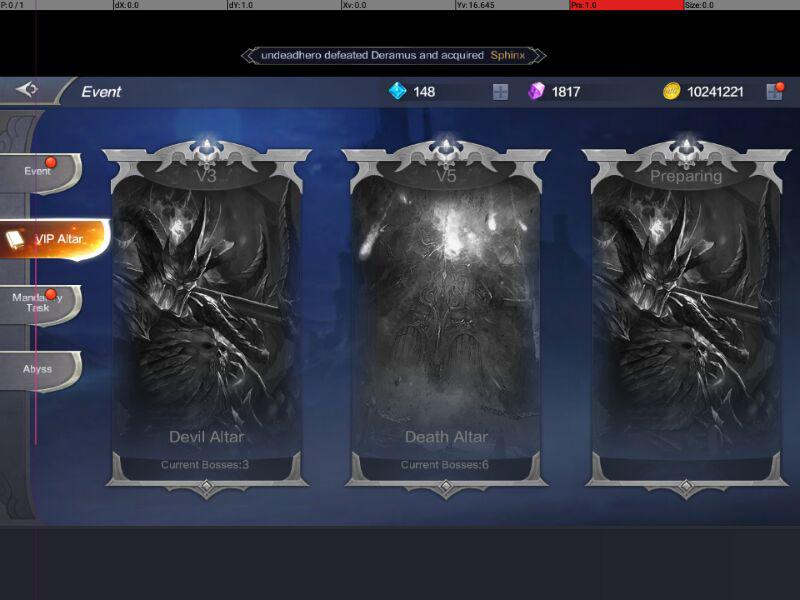 P: 0 / 1 dX: 0.0 dY: 1.0 Xv: 0.0 Yv: 16.645 Prs: 1.0 Size: 0.0
undeadhero defeated Deramus and acquired Sphinx
Event 148 1817 10241221
V3 V5 Preparing
Event
VIP Altar
Mandatory
Task
Abyss
Devil Altar Death Altar
Current Bosses:3 Current Bosses:6